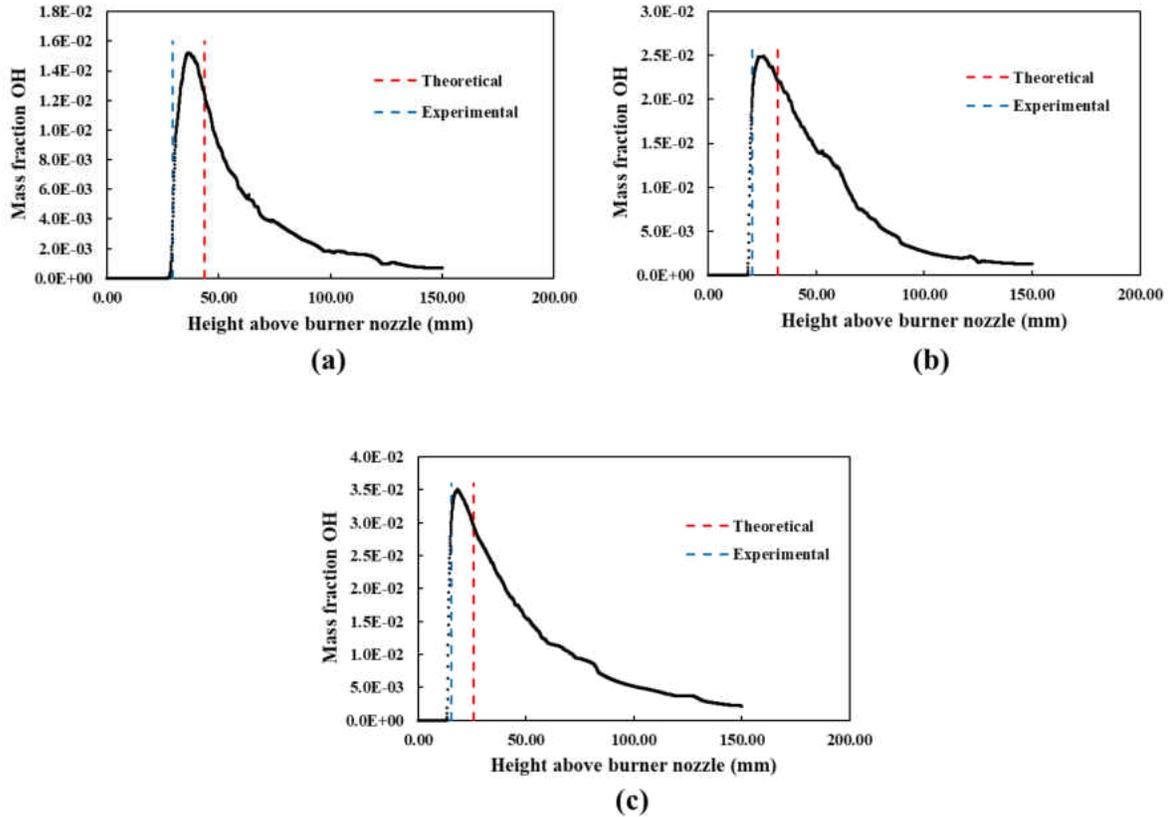 1.8E-02
1.6E-02
1.4E-02
1.2E-02
1.0E-02
8.0E-03
6.0E-03
4.0E-03
2.0E-03
0.0E+00
Mass fraction OH
0.00 50.00 100.00 150.00 200.00
Height above burner nozzle (mm)
Theoretical
Experimental
(a)
3.0E-02
2.5E-02
2.0E-02
1.5E-02
1.0E-02
5.0E-03
0.0E+00
Mass fraction OH
0.00 50.00 100.00 150.00 200.00
Height above burner nozzle (mm)
Theoretical
Experimental
(b)
4.0E-02
3.5E-02
3.0E-02
2.5E-02
2.0E-02
1.5E-02
1.0E-02
5.0E-03
0.0E+00
Mass fraction OH
0.00 50.00 100.00 150.00 200.00
Height above burner nozzle (mm)
Theoretical
Experimental
(c)